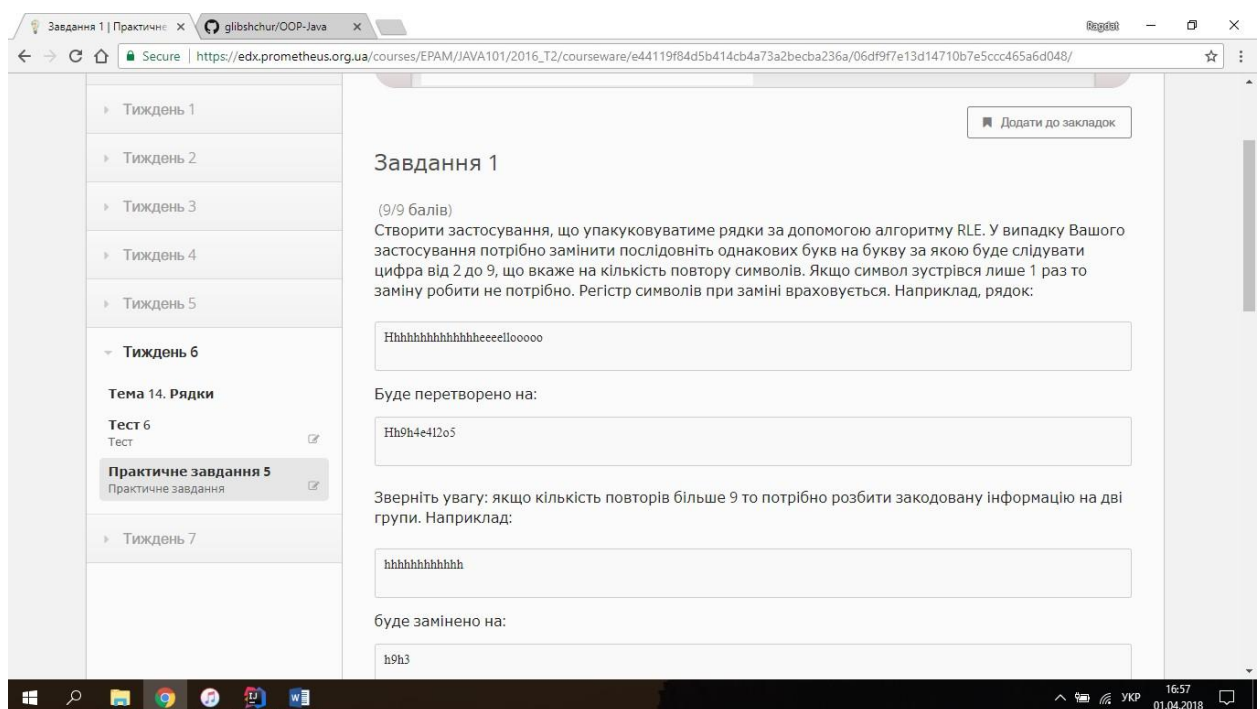 Завдання 1 | Практичне
glibshchur/OOP-Java
Ragdat
Secure | https://edx.prometheus.org.ua/courses/EPAM/JAVA101/2016_T2/courseware/e44119f84d5b414cb4a73a2becba236a/06df9f7e13d14710b7e5ccc465a6d048/
Тиждень 1
Тиждень 2
Тиждень 3
Тиждень 4
Тиждень 5
Тиждень 6
Тема 14. Рядки
Тест 6
Тест
Практичне завдання 5
Практичне завдання
Тиждень 7
Додати до закладок
Завдання 1
(9/9 балів)
Створити застосування, що упакуковуватиме рядки за допомогою алгоритму RLE. У випадку Вашого
застосування потрібно замінити послідовніть однакових букв на букву за якою буде слідувати
цифра від 2 до 9, що вкаже на кількість повтору символів. Якщо символ зустрівся лише 1 раз то
заміну робити не потрібно. Регістр символів при заміні враховується. Наприклад, рядок:
Hhhhhhhhhhhhhheeeellooooo
Буде перетворено на:
Hh9h4e4l2o5
Зверніть увагу: якщо кількість повторів більше 9 то потрібно розбити закодовану інформацію на дві
групи. Наприклад:
hhhhhhhhhhhh
буде замінено на:
h9h3
УКР
16:57
01.04.2018